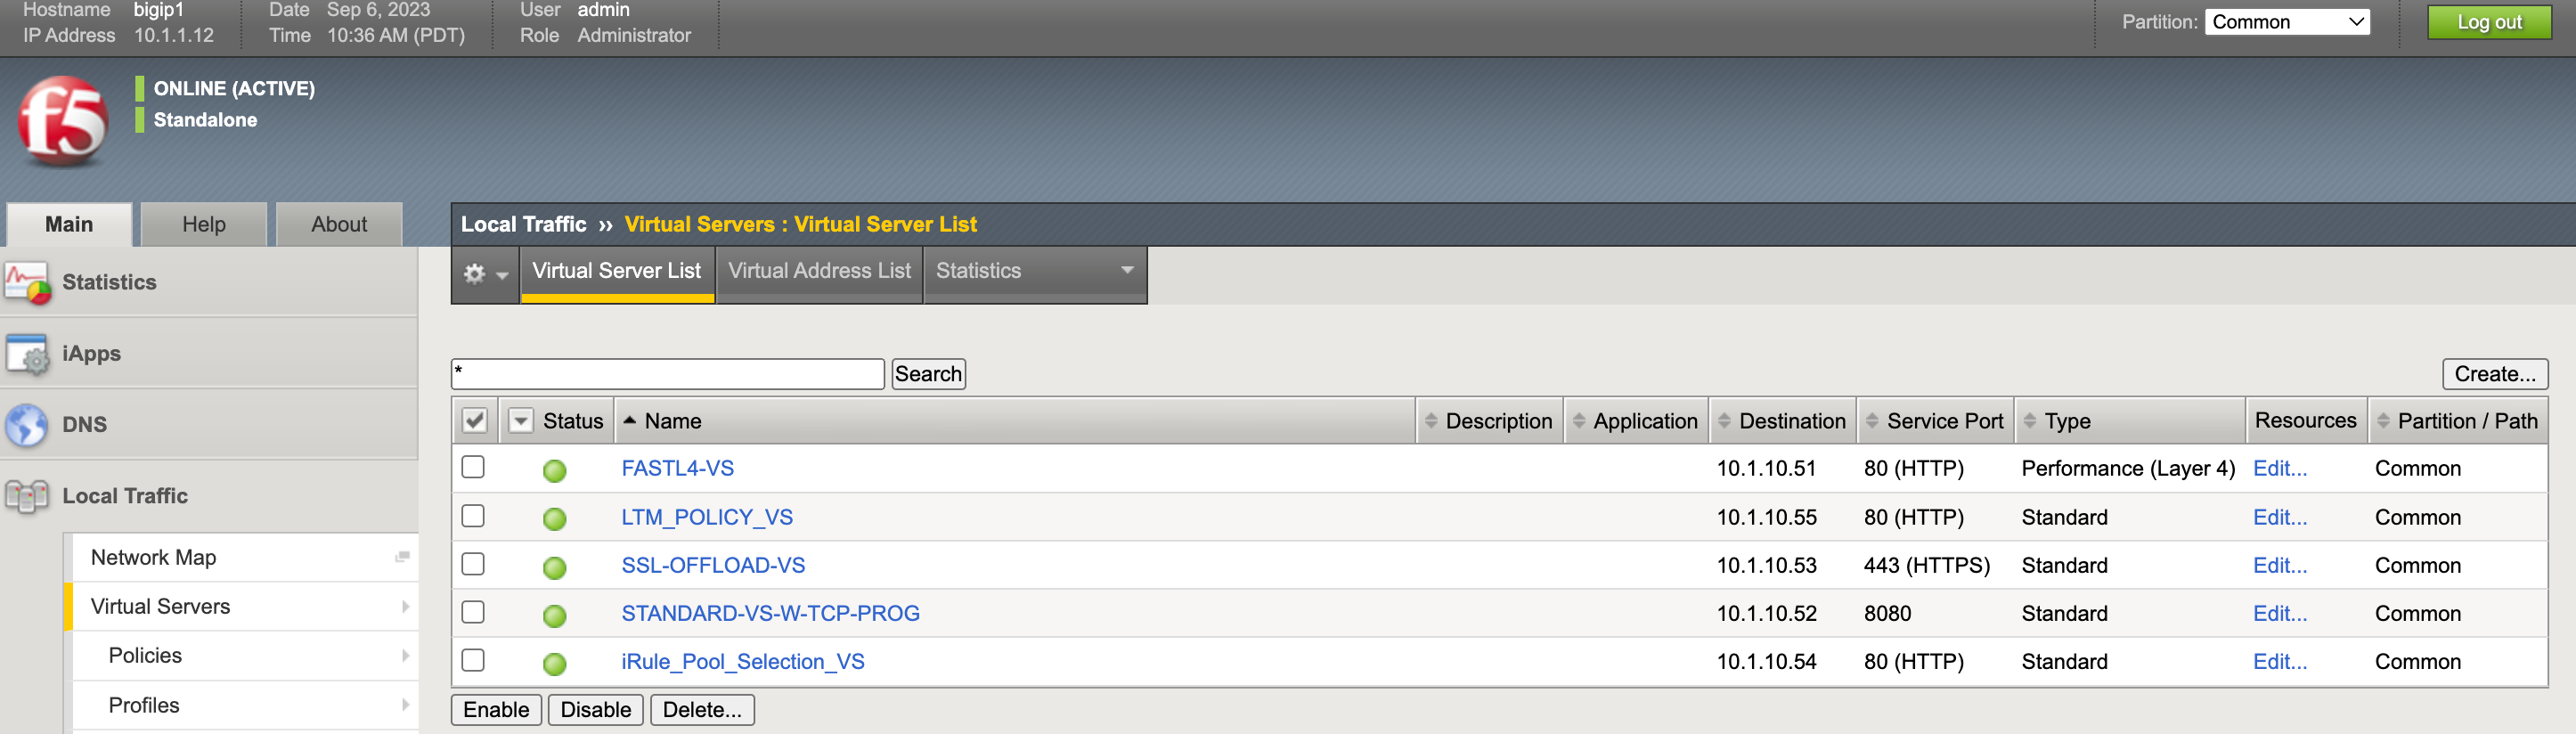 Hostname bigip1 Date Sep 6, 2023 User admin Partition: Common Log out
IP Address 10.1.1.12 Time 10:36 AM (PDT) Role Administrator
f5
ONLINE (ACTIVE)
Standalone
Main Help About
Local Traffic ›› Virtual Servers : Virtual Server List
Virtual Server List Virtual Address List Statistics
Statistics
iApps
DNS
Local Traffic
Network Map
Virtual Servers
Policies
Profiles
* Search Create...
Status Name Description Application Destination Service Port Type Resources Partition / Path
FASTL4-VS 10.1.10.51 80 (HTTP) Performance (Layer 4) Edit... Common
LTM_POLICY_VS 10.1.10.55 80 (HTTP) Standard Edit... Common
SSL-OFFLOAD-VS 10.1.10.53 443 (HTTPS) Standard Edit... Common
STANDARD-VS-W-TCP-PROG 10.1.10.52 8080 Standard Edit... Common
iRule_Pool_Selection_VS 10.1.10.54 80 (HTTP) Standard Edit... Common
Enable Disable Delete...